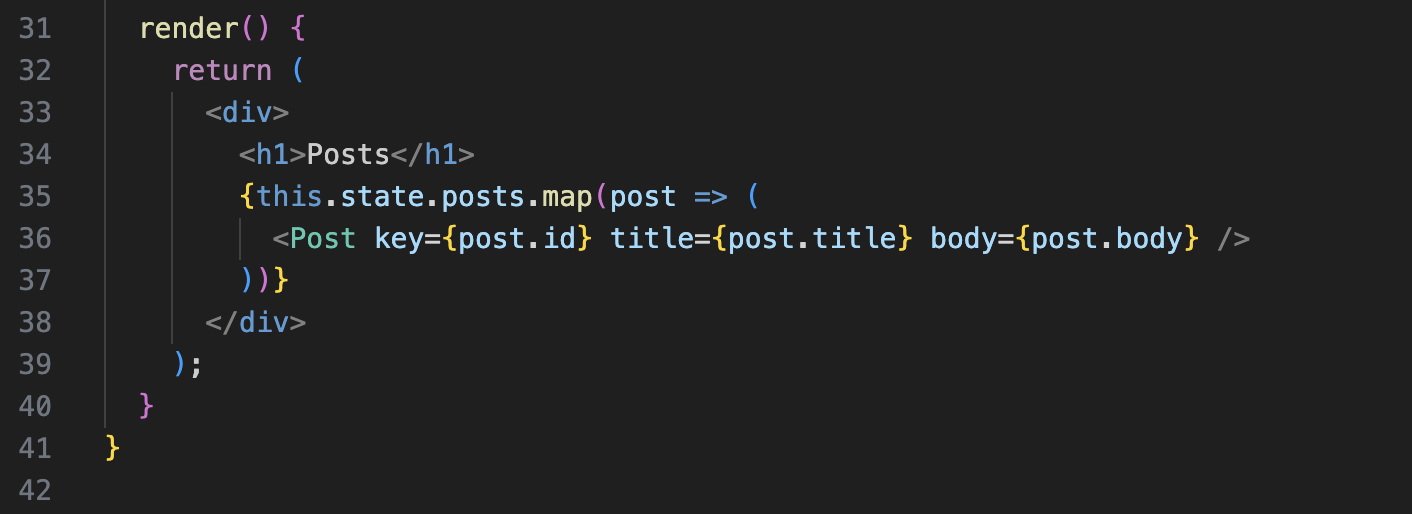 31 render() {
32 return (
33 <div>
34 <h1>Posts</h1>
35 {this.state.posts.map(post => (
36 <Post key={post.id} title={post.title} body={post.body} />
37 ))}
38 </div>
39 );
40 }
41 }
42